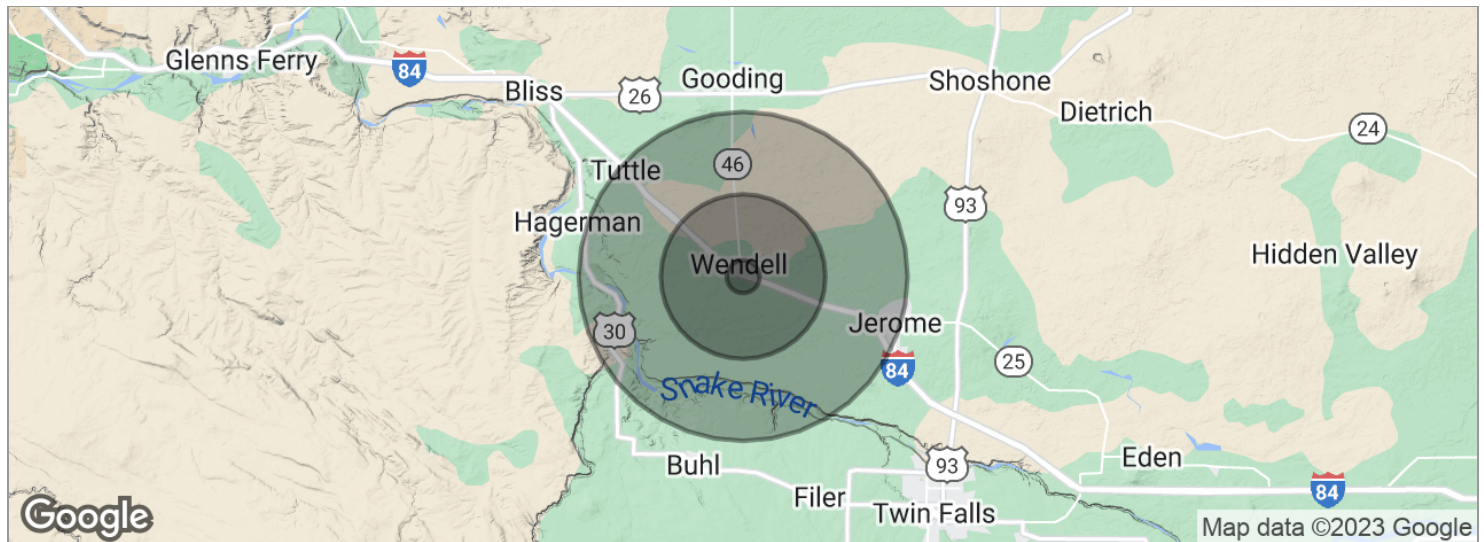 Glenns Ferry
84
Bliss
26
Gooding
Shoshone
Dietrich
24
Tuttle
46
93
Hagerman
Wendell
Hidden Valley
30
Jerome
84
25
Snake River
Buhl
93
Eden
Filer
84
Twin Falls
Google
Map data ©2023 Google